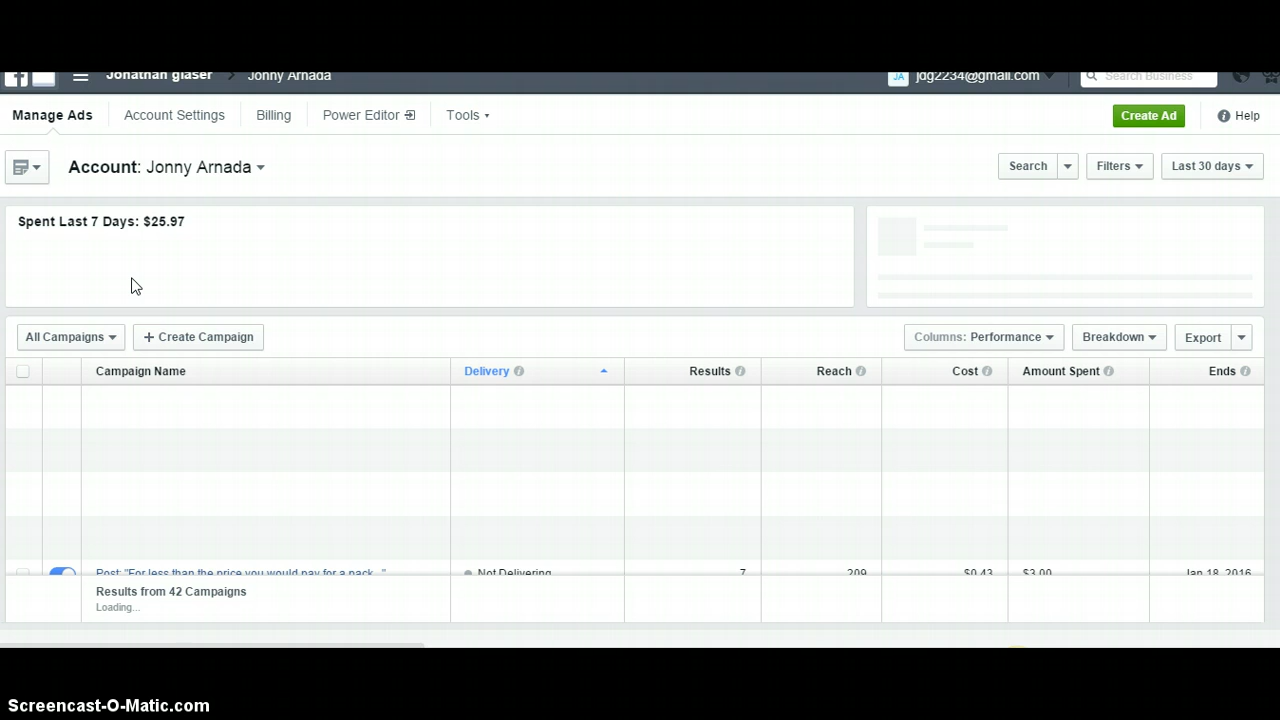 Jonathan glaser > Jonny Arnada JA jdg2234@gmail.com Search Business
Manage Ads Account Settings Billing Power Editor Tools Create Ad Help
Account: Jonny Arnada Search Filters Last 30 days
Spent Last 7 Days: $25.97
All Campaigns + Create Campaign Columns: Performance Breakdown Export
Campaign Name Delivery Results Reach Cost Amount Spent Ends
Post: "For less than the price you would pay for a pack..." Not Delivering 7 209 $0.43 $3.00 Jan 18, 2016
Results from 42 Campaigns
Loading...
Screencast-O-Matic.com